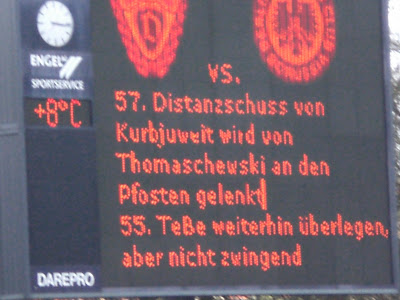 ENGEL
SPORTSERVICE
+8°C
VS.
57. Distanzschuss von
Kurbjuweit wird von
Thomaschewski an den
Pfosten gelenkt
55. TeBe weiterhin überlegen,
aber nicht zwingend
DAREPRO